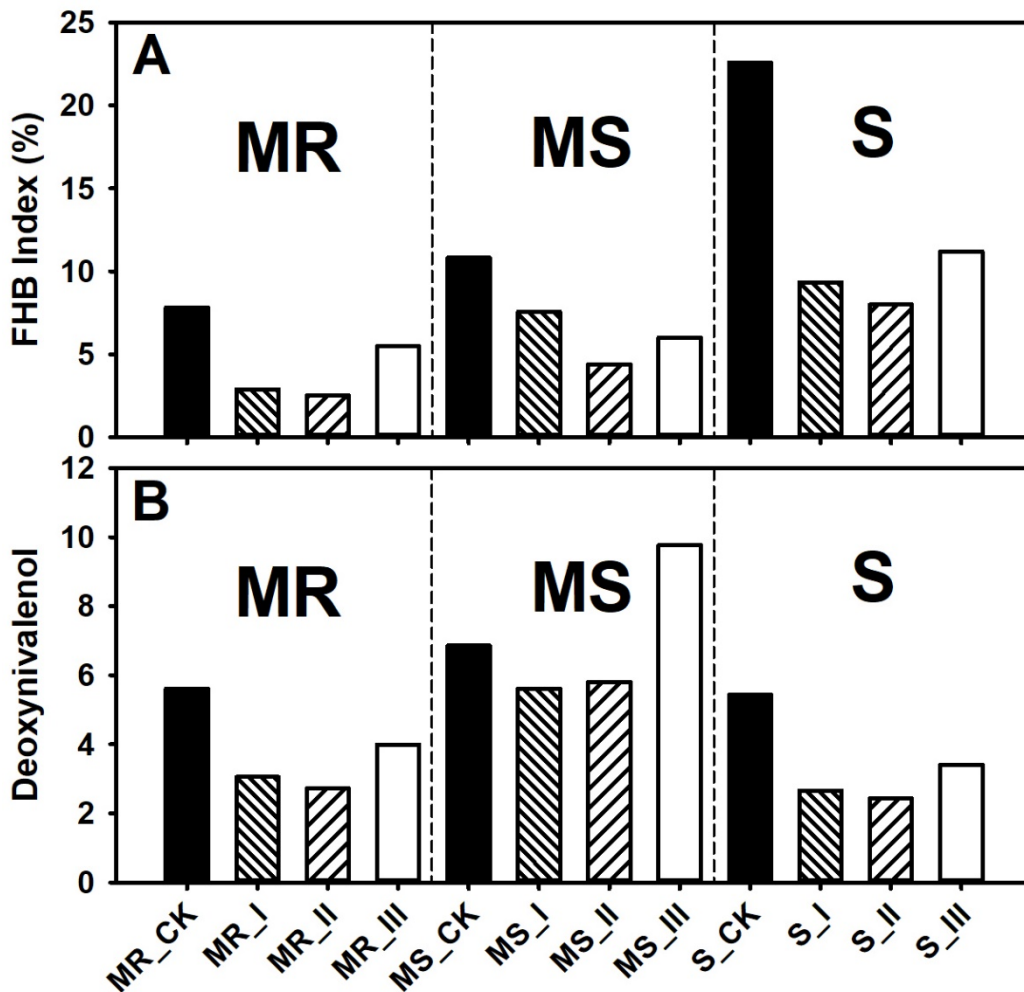 A
MR
MS
S
FHB Index (%)
25
20
15
10
5
0
B
MR
MS
S
Deoxynivalenol
12
10
8
6
4
2
0
MR_CK
MR_I
MR_II
MR_III
MS_CK
MS_I
MS_II
MS_III
S_CK
S_I
S_II
S_III